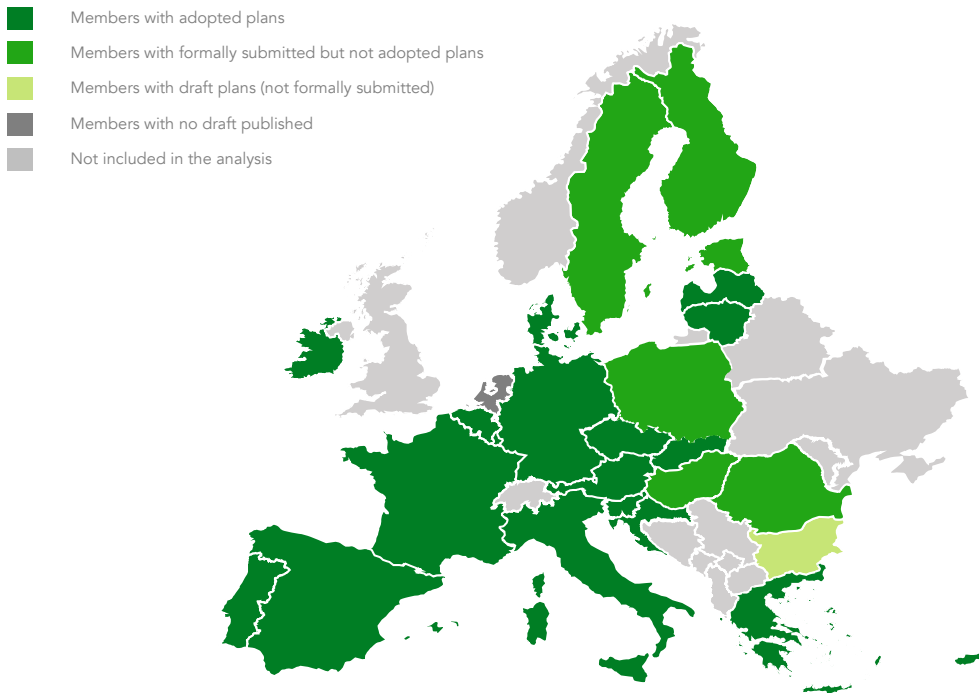 Members with adopted plans
Members with formally submitted but not adopted plans
Members with draft plans (not formally submitted)
Members with no draft published
Not included in the analysis